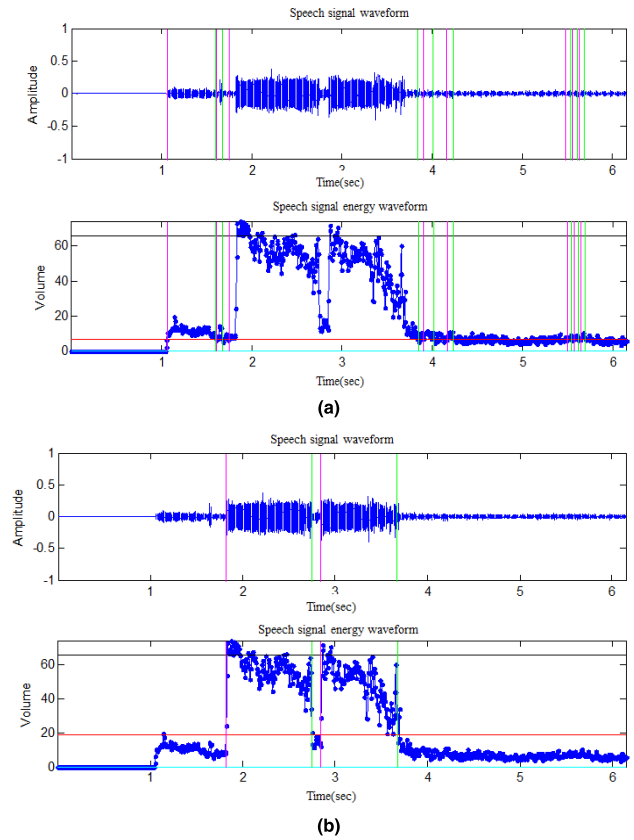 Speech signal waveform
1
0.5
0
-0.5
-1
Amplitude
1 2 3 4 5 6
Time(sec)
Speech signal energy waveform
60
40
20
0
Volume
1 2 3 4 5 6
Time(sec)
(a)
Speech signal waveform
1
0.5
0
-0.5
-1
Amplitude
1 2 3 4 5 6
Time(sec)
Speech signal energy waveform
60
40
20
0
Volume
1 2 3 4 5 6
Time(sec)
(b)